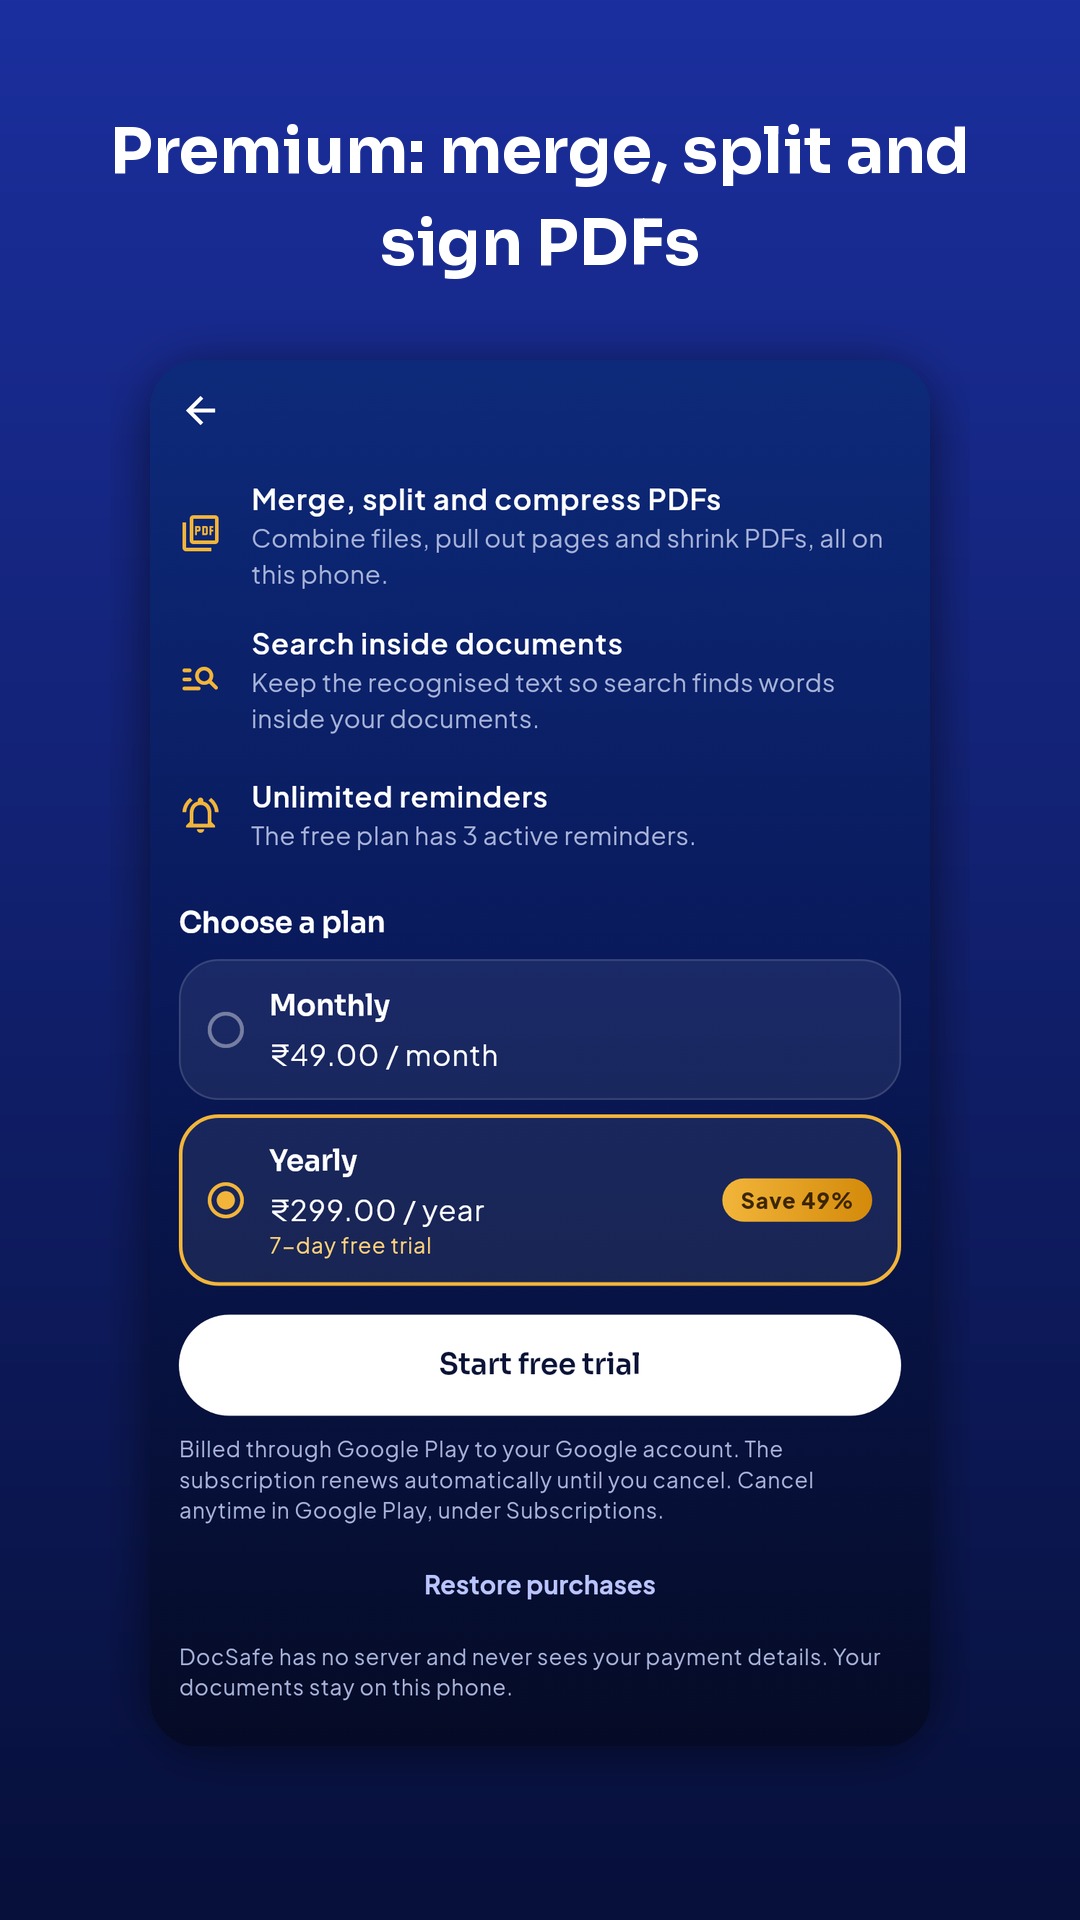 Premium: merge, split and
sign PDFs
Merge, split and compress PDFs
PDF
Combine files, pull out pages and shrink PDFs, all on
this phone.
Search inside documents
Keep the recognised text so search finds words
inside your documents.
Unlimited reminders
The free plan has 3 active reminders.
Choose a plan
Monthly
₹49.00 / month
Yearly
₹299.00 / year
Save 49%
7-day free trial
Start free trial
Billed through Google Play to your Google account. The
subscription renews automatically until you cancel. Cancel
anytime in Google Play, under Subscriptions.
Restore purchases
DocSafe has no server and never sees your payment details. Your
documents stay on this phone.